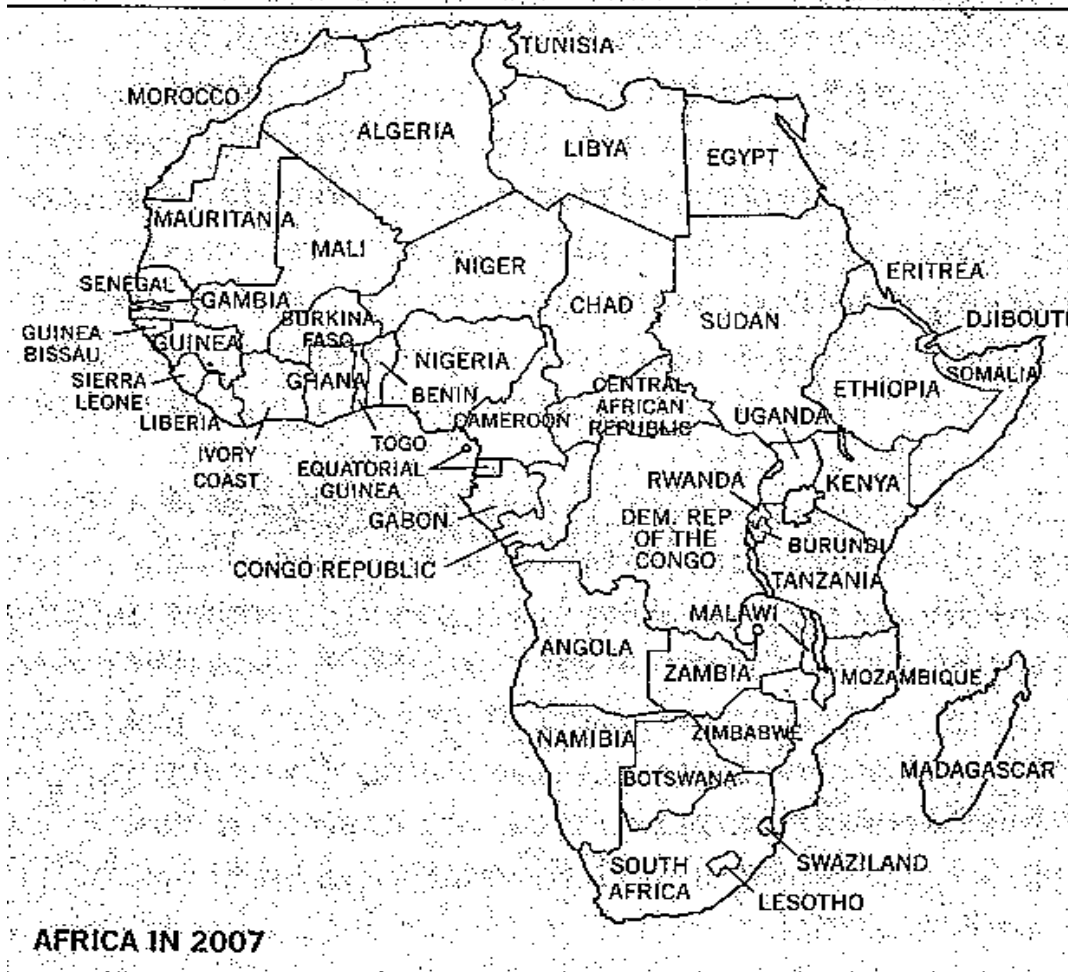 TUNISIA
MOROCCO
ALGERIA
LIBYA
EGYPT
MAURITANIA
MALI
NIGER
CHAD
SUDAN
ERITREA
SENEGAL
GAMBIA
BURKINA
FASO
DJIBOUTI
GUINEA
BISSAU
GUINEA
NIGERIA
SOMALIA
SIERRA
LEONE
GHANA
BENIN
CENTRAL
AFRICAN
REPUBLIC
ETHIOPIA
LIBERIA
CAMEROON
UGANDA
IVORY
COAST
TOGO
EQUATORIAL
GUINEA
RWANDA
KENYA
GABON
DEM. REP
OF THE
CONGO
BURUNDI
CONGO REPUBLIC
TANZANIA
MALAWI
ANGOLA
ZAMBIA
MOZAMBIQUE
NAMIBIA
ZIMBABWE
BOTSWANA
MADAGASCAR
SOUTH
AFRICA
SWAZILAND
LESOTHO
AFRICA IN 2007